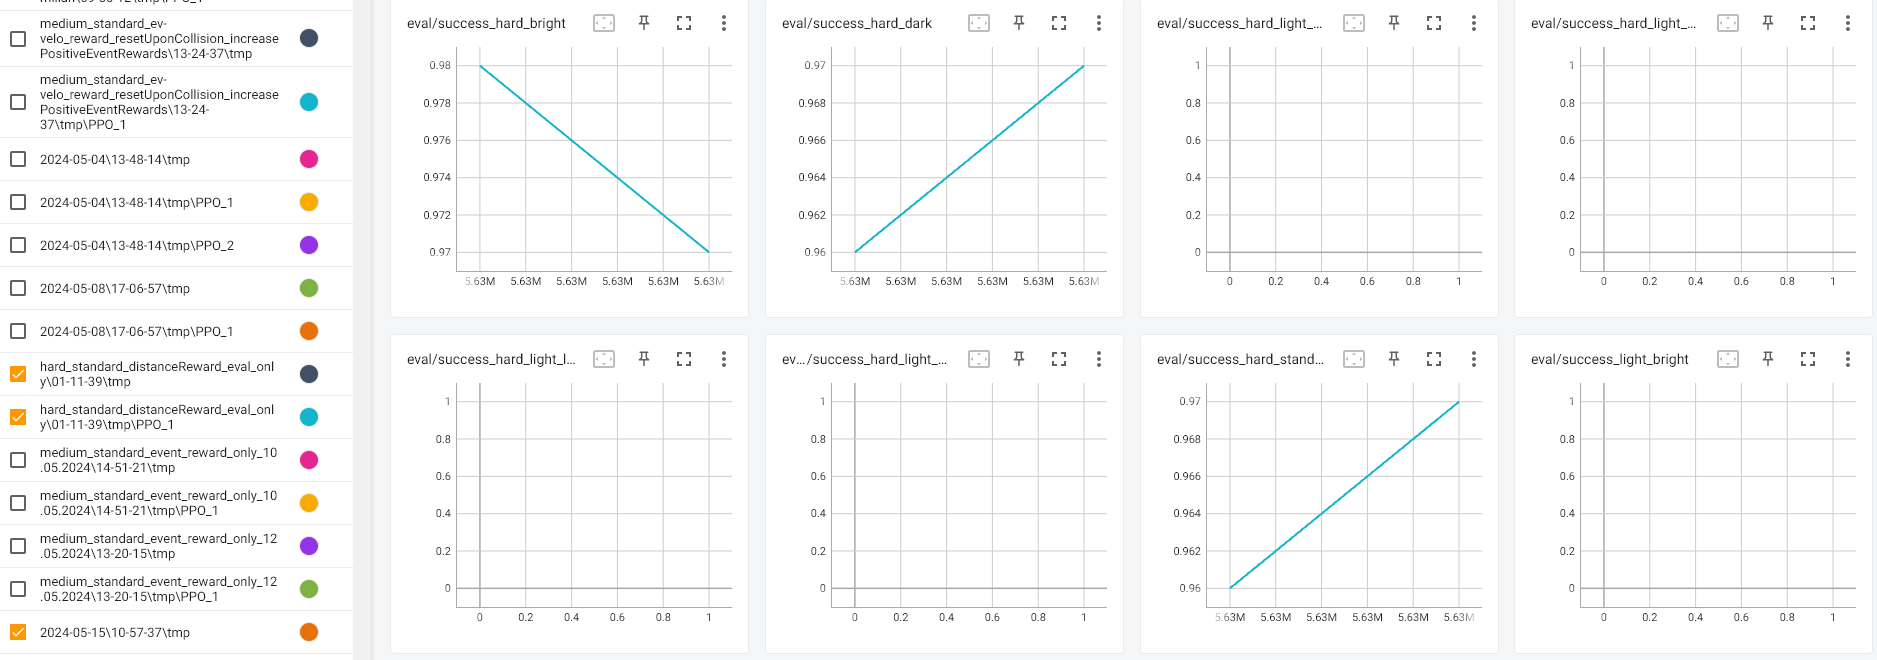 medium_standard_ev-
velo_reward_resetUponCollision_increase
PositiveEventRewards\13-24-37\tmp
medium_standard_ev-
velo_reward_resetUponCollision_increase
PositiveEventRewards\13-24-
37\tmp\PPO_1
2024-05-04\13-48-14\tmp
2024-05-04\13-48-14\tmp\PPO_1
2024-05-04\13-48-14\tmp\PPO_2
2024-05-08\17-06-57\tmp
2024-05-08\17-06-57\tmp\PPO_1
hard_standard_distanceReward_eval_onl
y\01-11-39\tmp
hard_standard_distanceReward_eval_onl
y\01-11-39\tmp\PPO_1
medium_standard_event_reward_only_10
.05.2024\14-51-21\tmp
medium_standard_event_reward_only_10
.05.2024\14-51-21\tmp\PPO_1
medium_standard_event_reward_only_12
.05.2024\13-20-15\tmp
medium_standard_event_reward_only_12
.05.2024\13-20-15\tmp\PPO_1
2024-05-15\10-57-37\tmp
eval/success_hard_bright
0.98
0.978
0.976
0.974
0.972
0.97
5.63M 5.63M 5.63M 5.63M 5.63M 5.63M
eval/success_hard_dark
0.97
0.968
0.966
0.964
0.962
0.96
5.63M 5.63M 5.63M 5.63M 5.63M 5.63M
eval/success_hard_light_...
1
0.8
0.6
0.4
0.2
0
0 0.2 0.4 0.6 0.8 1
eval/success_hard_light_...
1
0.8
0.6
0.4
0.2
0
0 0.2 0.4 0.6 0.8 1
eval/success_hard_light_l...
1
0.8
0.6
0.4
0.2
0
0 0.2 0.4 0.6 0.8 1
ev.../success_hard_light_...
1
0.8
0.6
0.4
0.2
0
0 0.2 0.4 0.6 0.8 1
eval/success_hard_stand...
0.97
0.968
0.966
0.964
0.962
0.96
5.63M 5.63M 5.63M 5.63M 5.63M 5.63M
eval/success_light_bright
1
0.8
0.6
0.4
0.2
0
0 0.2 0.4 0.6 0.8 1